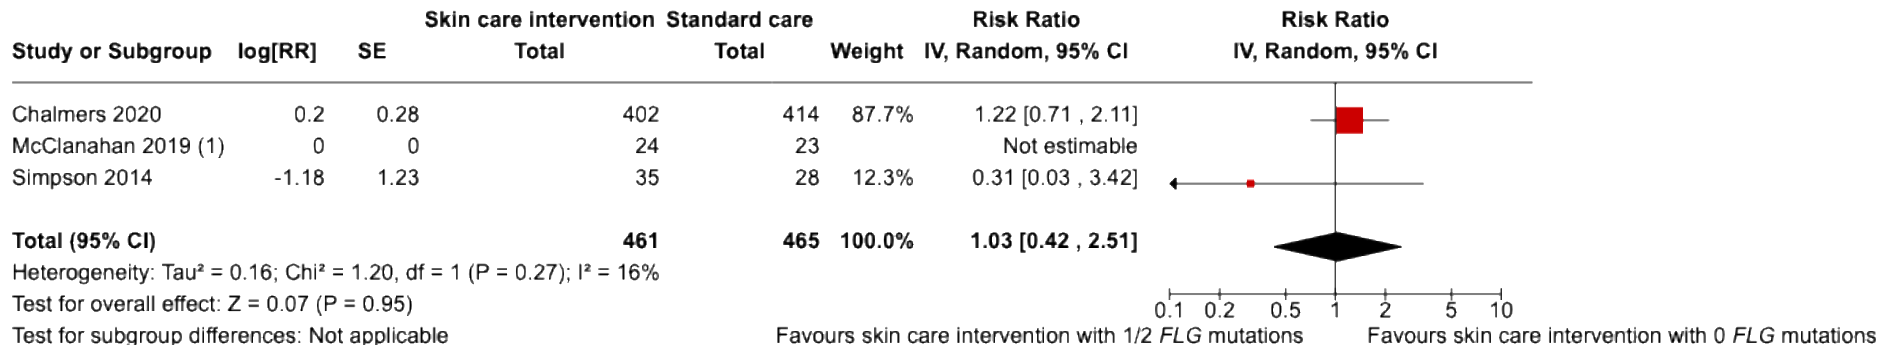 Skin care intervention Standard care Risk Ratio Risk Ratio
Study or Subgroup log[RR] SE Total Total Weight IV, Random, 95% CI IV, Random, 95% CI
Chalmers 2020 0.2 0.28 402 414 87.7% 1.22 [0.71 , 2.11]
McClanahan 2019 (1) 0 0 24 23 Not estimable
Simpson 2014 -1.18 1.23 35 28 12.3% 0.31 [0.03 , 3.42]
Total (95% CI) 461 465 100.0% 1.03 [0.42 , 2.51]
Heterogeneity: Tau² = 0.16; Chi² = 1.20, df = 1 (P = 0.27); I² = 16%
Test for overall effect: Z = 0.07 (P = 0.95) 0.1 0.2 0.5 1 2 5 10
Test for subgroup differences: Not applicable Favours skin care intervention with 1/2 FLG mutations Favours skin care intervention with 0 FLG mutations